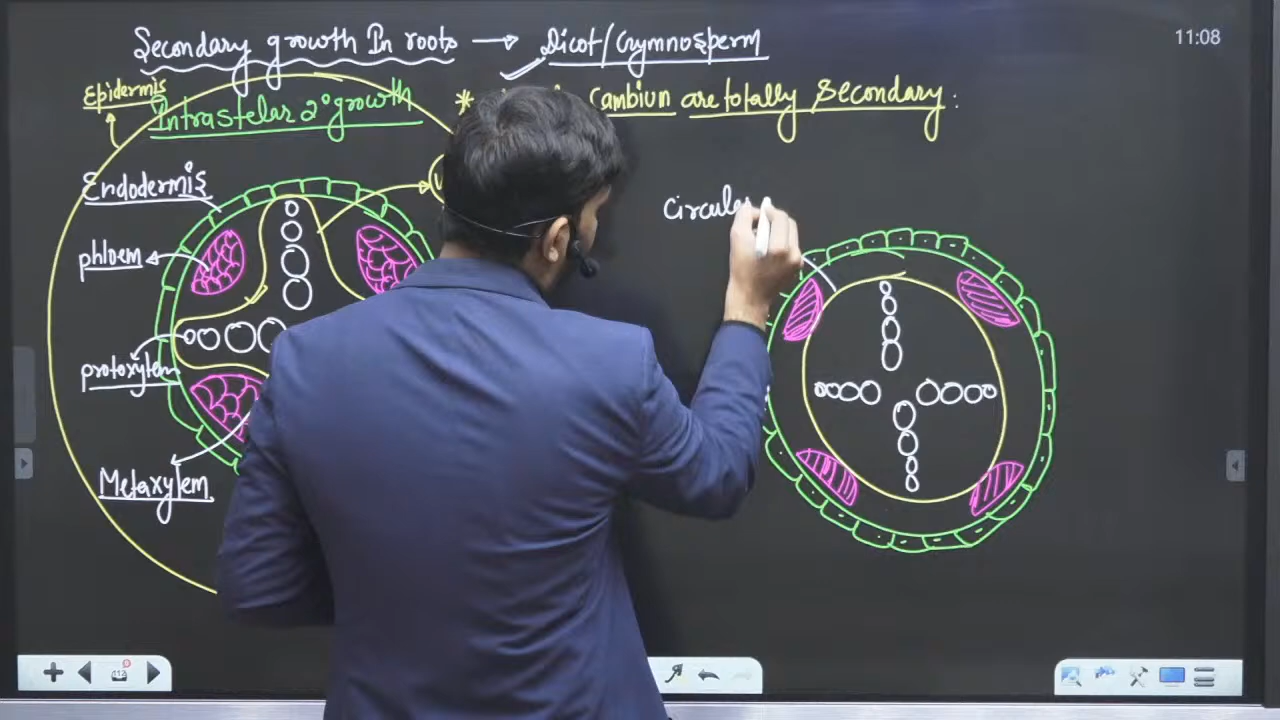 Secondary growth In roots → Dicot/Gymnosperm
11:08
Epidermis
Intrastelar 2° growth
* Cambium are totally Secondary:
Endodermis
phloem
protoxylem
Metaxylem
Circular